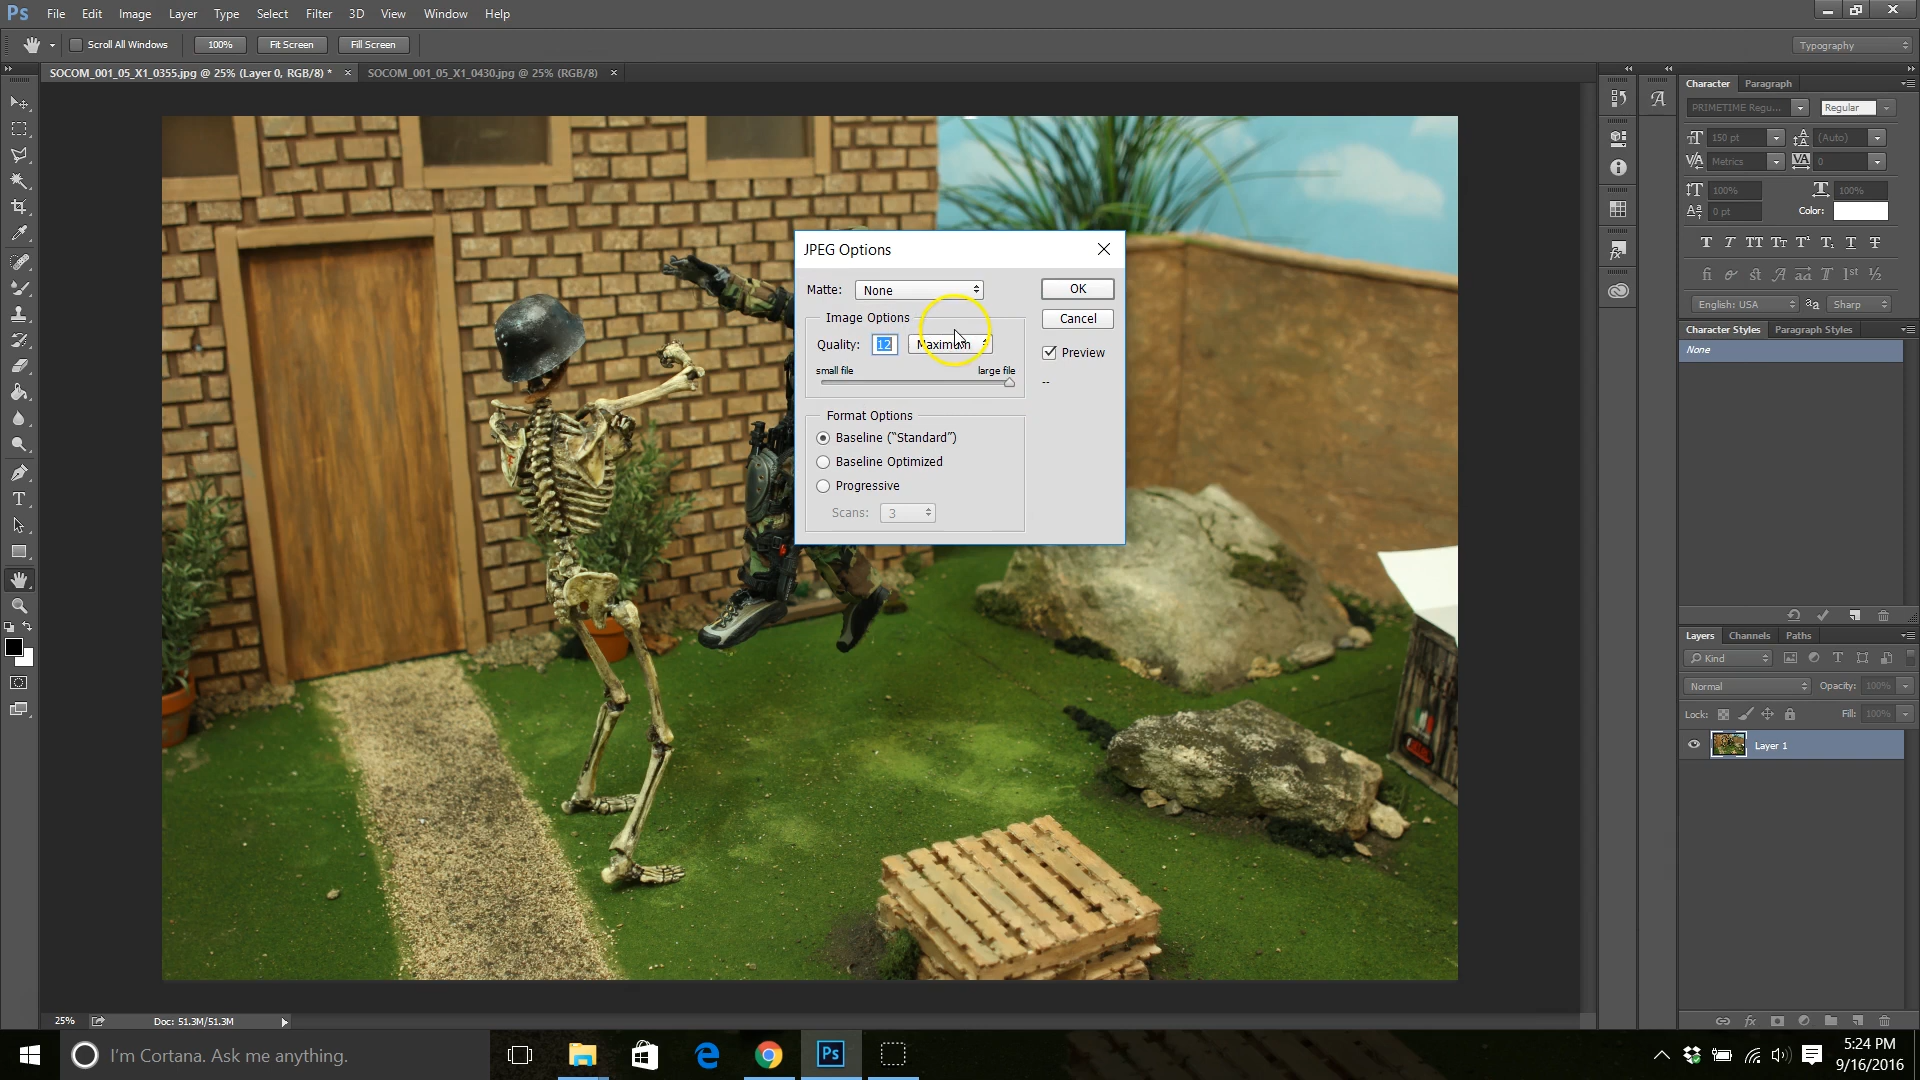 Ps File Edit Image Layer Type Select Filter 3D View Window Help
Scroll All Windows 100% Fit Screen Fill Screen Typography
SOCOM_001_05_X1_0355.jpg @ 25% (Layer 0, RGB/8) * × SOCOM_001_05_X1_0430.jpg @ 25% (RGB/8) ×
Character Paragraph
PRIMETIME Regu... Regular
150 pt (Auto)
Metrics 0
100% 100%
0 pt Color:
English: USA aa Sharp
Character Styles Paragraph Styles
None
JPEG Options
Matte: None OK
Image Options Cancel
Quality: 12 Maximum Preview
small file large file
--
Format Options
Baseline (“Standard”)
Baseline Optimized
Progressive
Scans: 3
Layers Channels Paths
Kind
Normal Opacity: 100%
Lock: Fill: 100%
Layer 1
25% Doc: 51.3M/51.3M
I'm Cortana. Ask me anything.
Ps
5:24 PM
9/16/2016